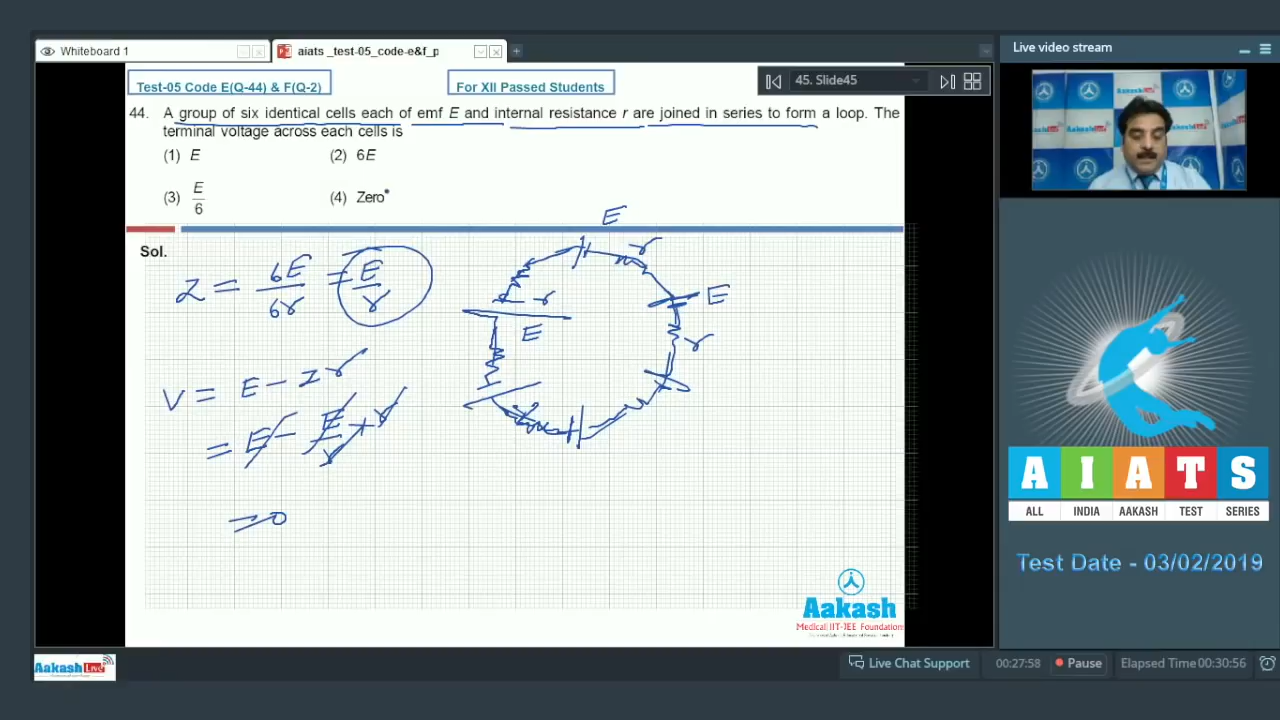 Whiteboard 1
aiats _test-05_code-e&f_p
Live video stream
Test-05 Code E(Q-44) & F(Q-2)
For XII Passed Students
45. Slide45
44. A group of six identical cells each of emf E and internal resistance r are joined in series to form a loop. The
terminal voltage across each cells is
(1) E
(2) 6E
(3) E/6
(4) Zero*
Sol.
I = 6E/6r = E/r
V = E - Ir
= E - E/r × r
= 0
E
r
E
r
r
E
A I A T S
ALL INDIA AAKASH TEST SERIES
Test Date - 03/02/2019
Aakash
Medical|IIT-JEE|Foundations
Aakash Live
Live Chat Support
00:27:58
Pause
Elapsed Time 00:30:56